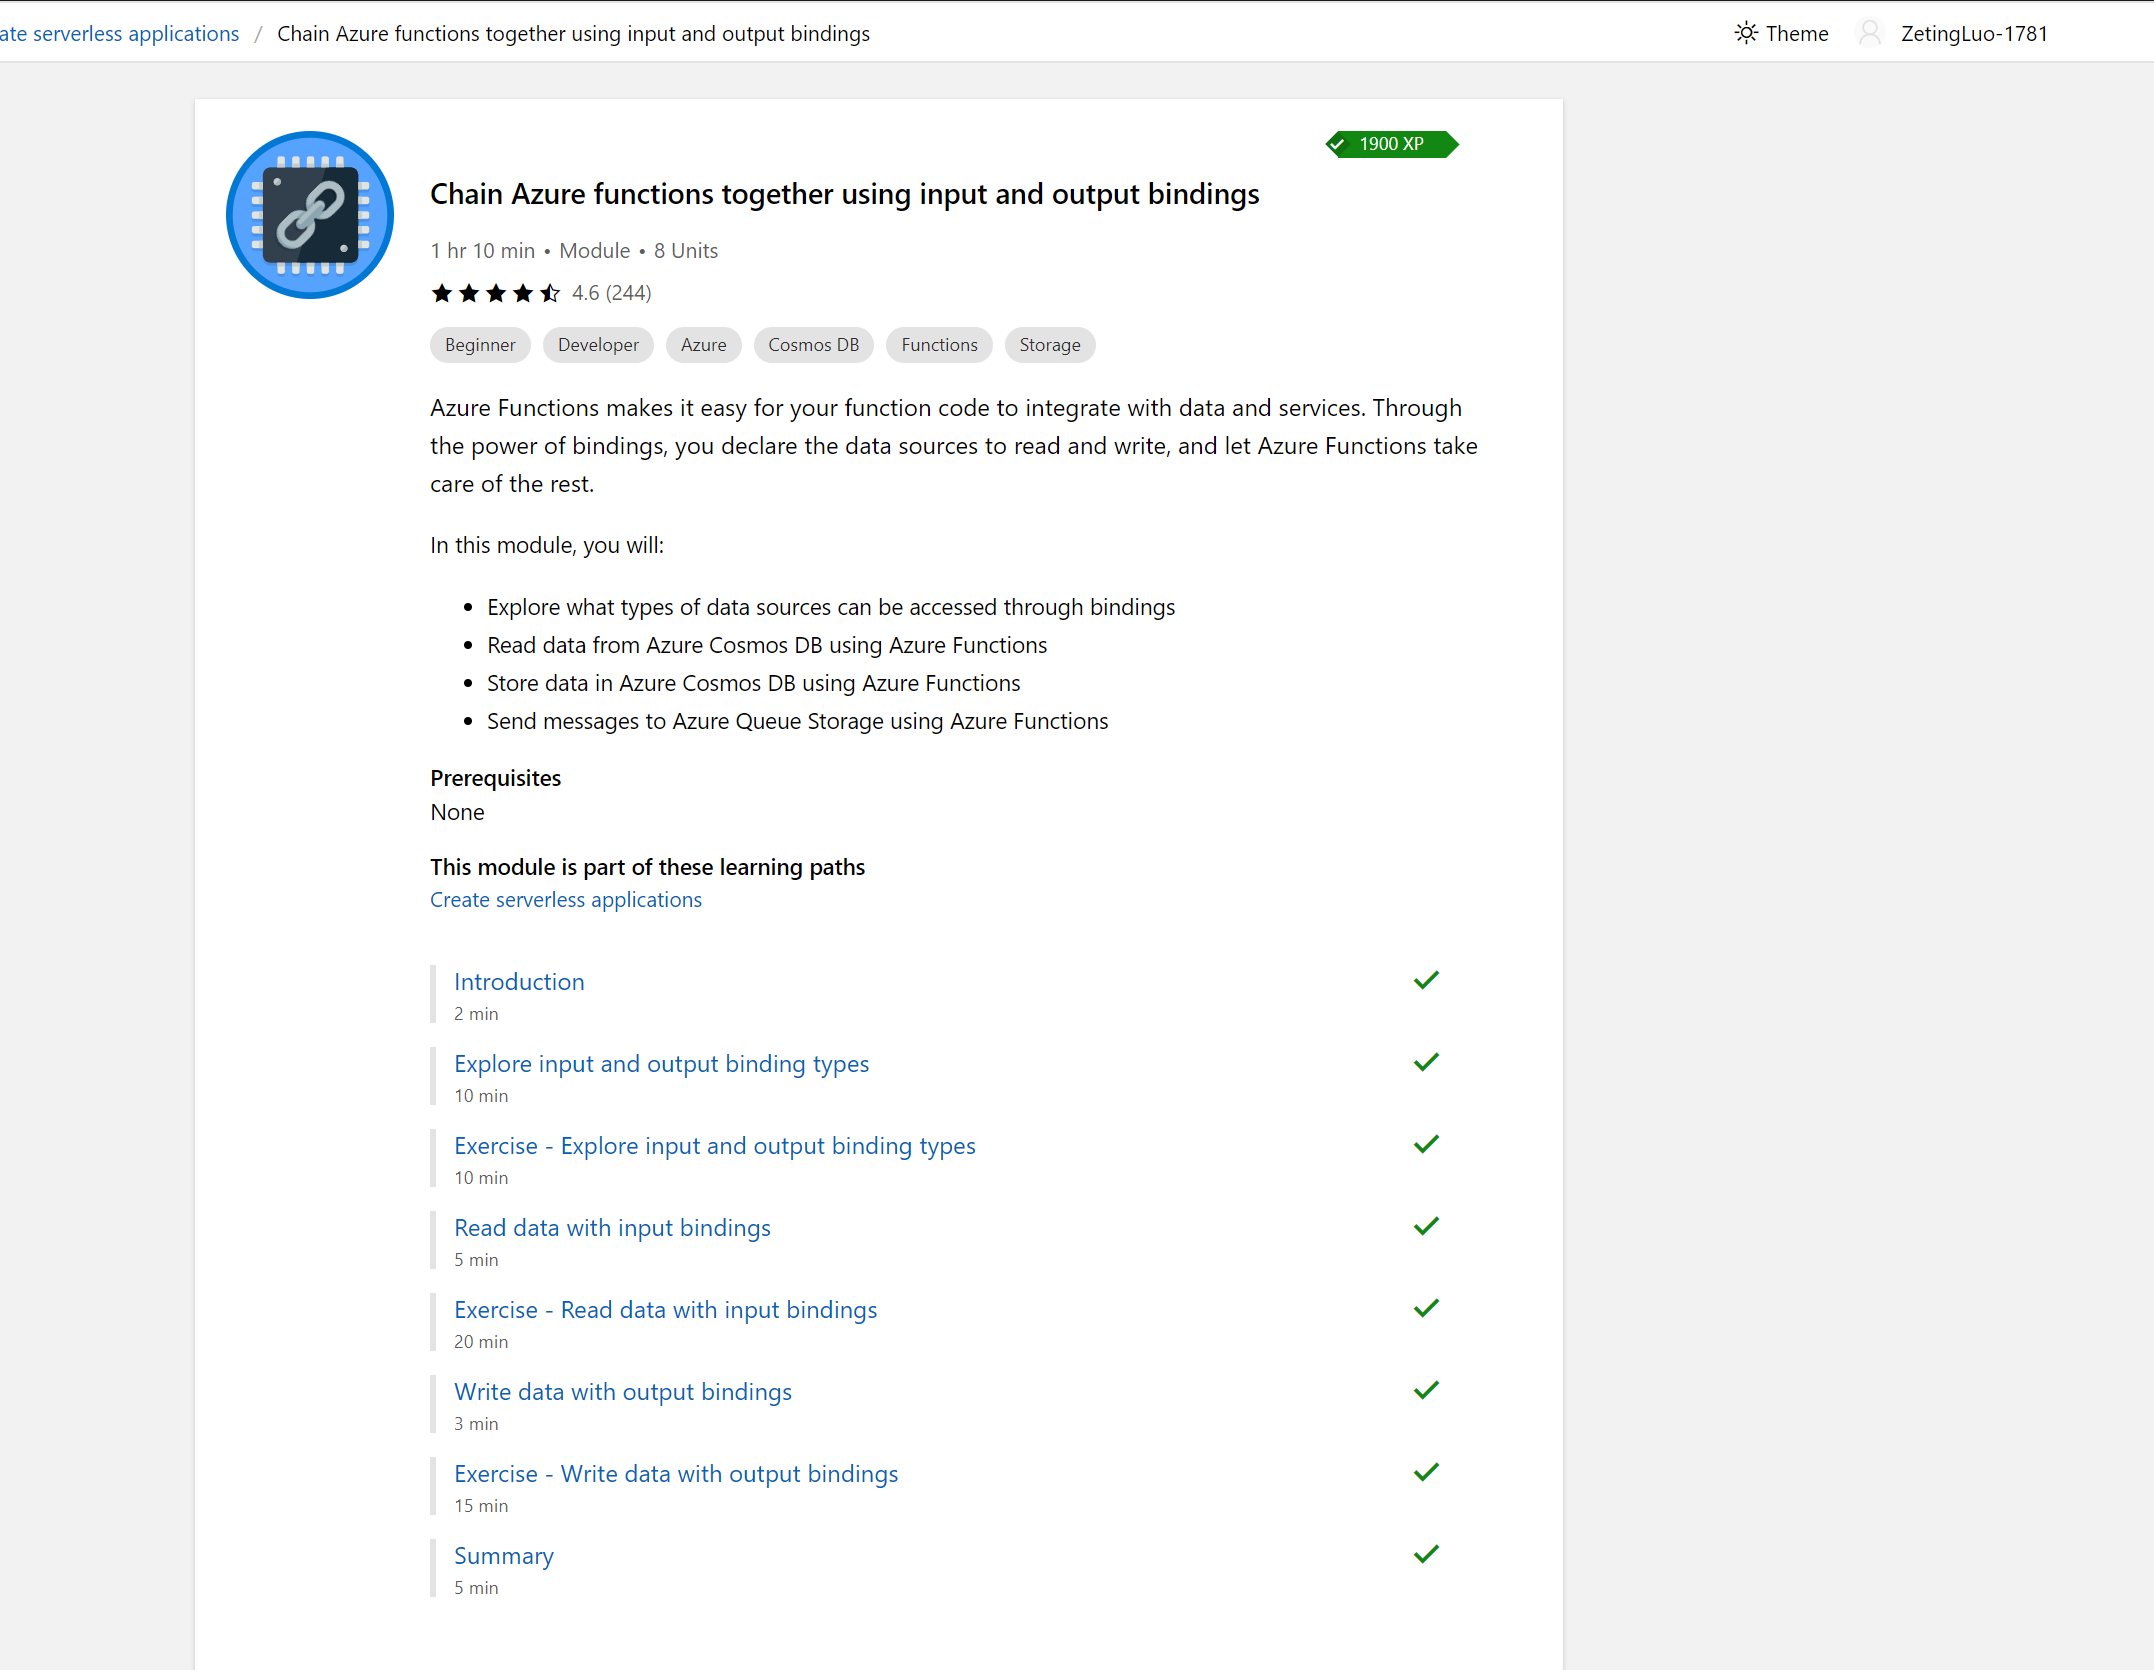 ate serverless applications / Chain Azure functions together using input and output bindings
Theme
ZetingLuo-1781
1900 XP
Chain Azure functions together using input and output bindings
1 hr 10 min • Module • 8 Units
4.6 (244)
Beginner Developer Azure Cosmos DB Functions Storage
Azure Functions makes it easy for your function code to integrate with data and services. Through
the power of bindings, you declare the data sources to read and write, and let Azure Functions take
care of the rest.
In this module, you will:
• Explore what types of data sources can be accessed through bindings
• Read data from Azure Cosmos DB using Azure Functions
• Store data in Azure Cosmos DB using Azure Functions
• Send messages to Azure Queue Storage using Azure Functions
Prerequisites
None
This module is part of these learning paths
Create serverless applications
Introduction
2 min
Explore input and output binding types
10 min
Exercise - Explore input and output binding types
10 min
Read data with input bindings
5 min
Exercise - Read data with input bindings
20 min
Write data with output bindings
3 min
Exercise - Write data with output bindings
15 min
Summary
5 min